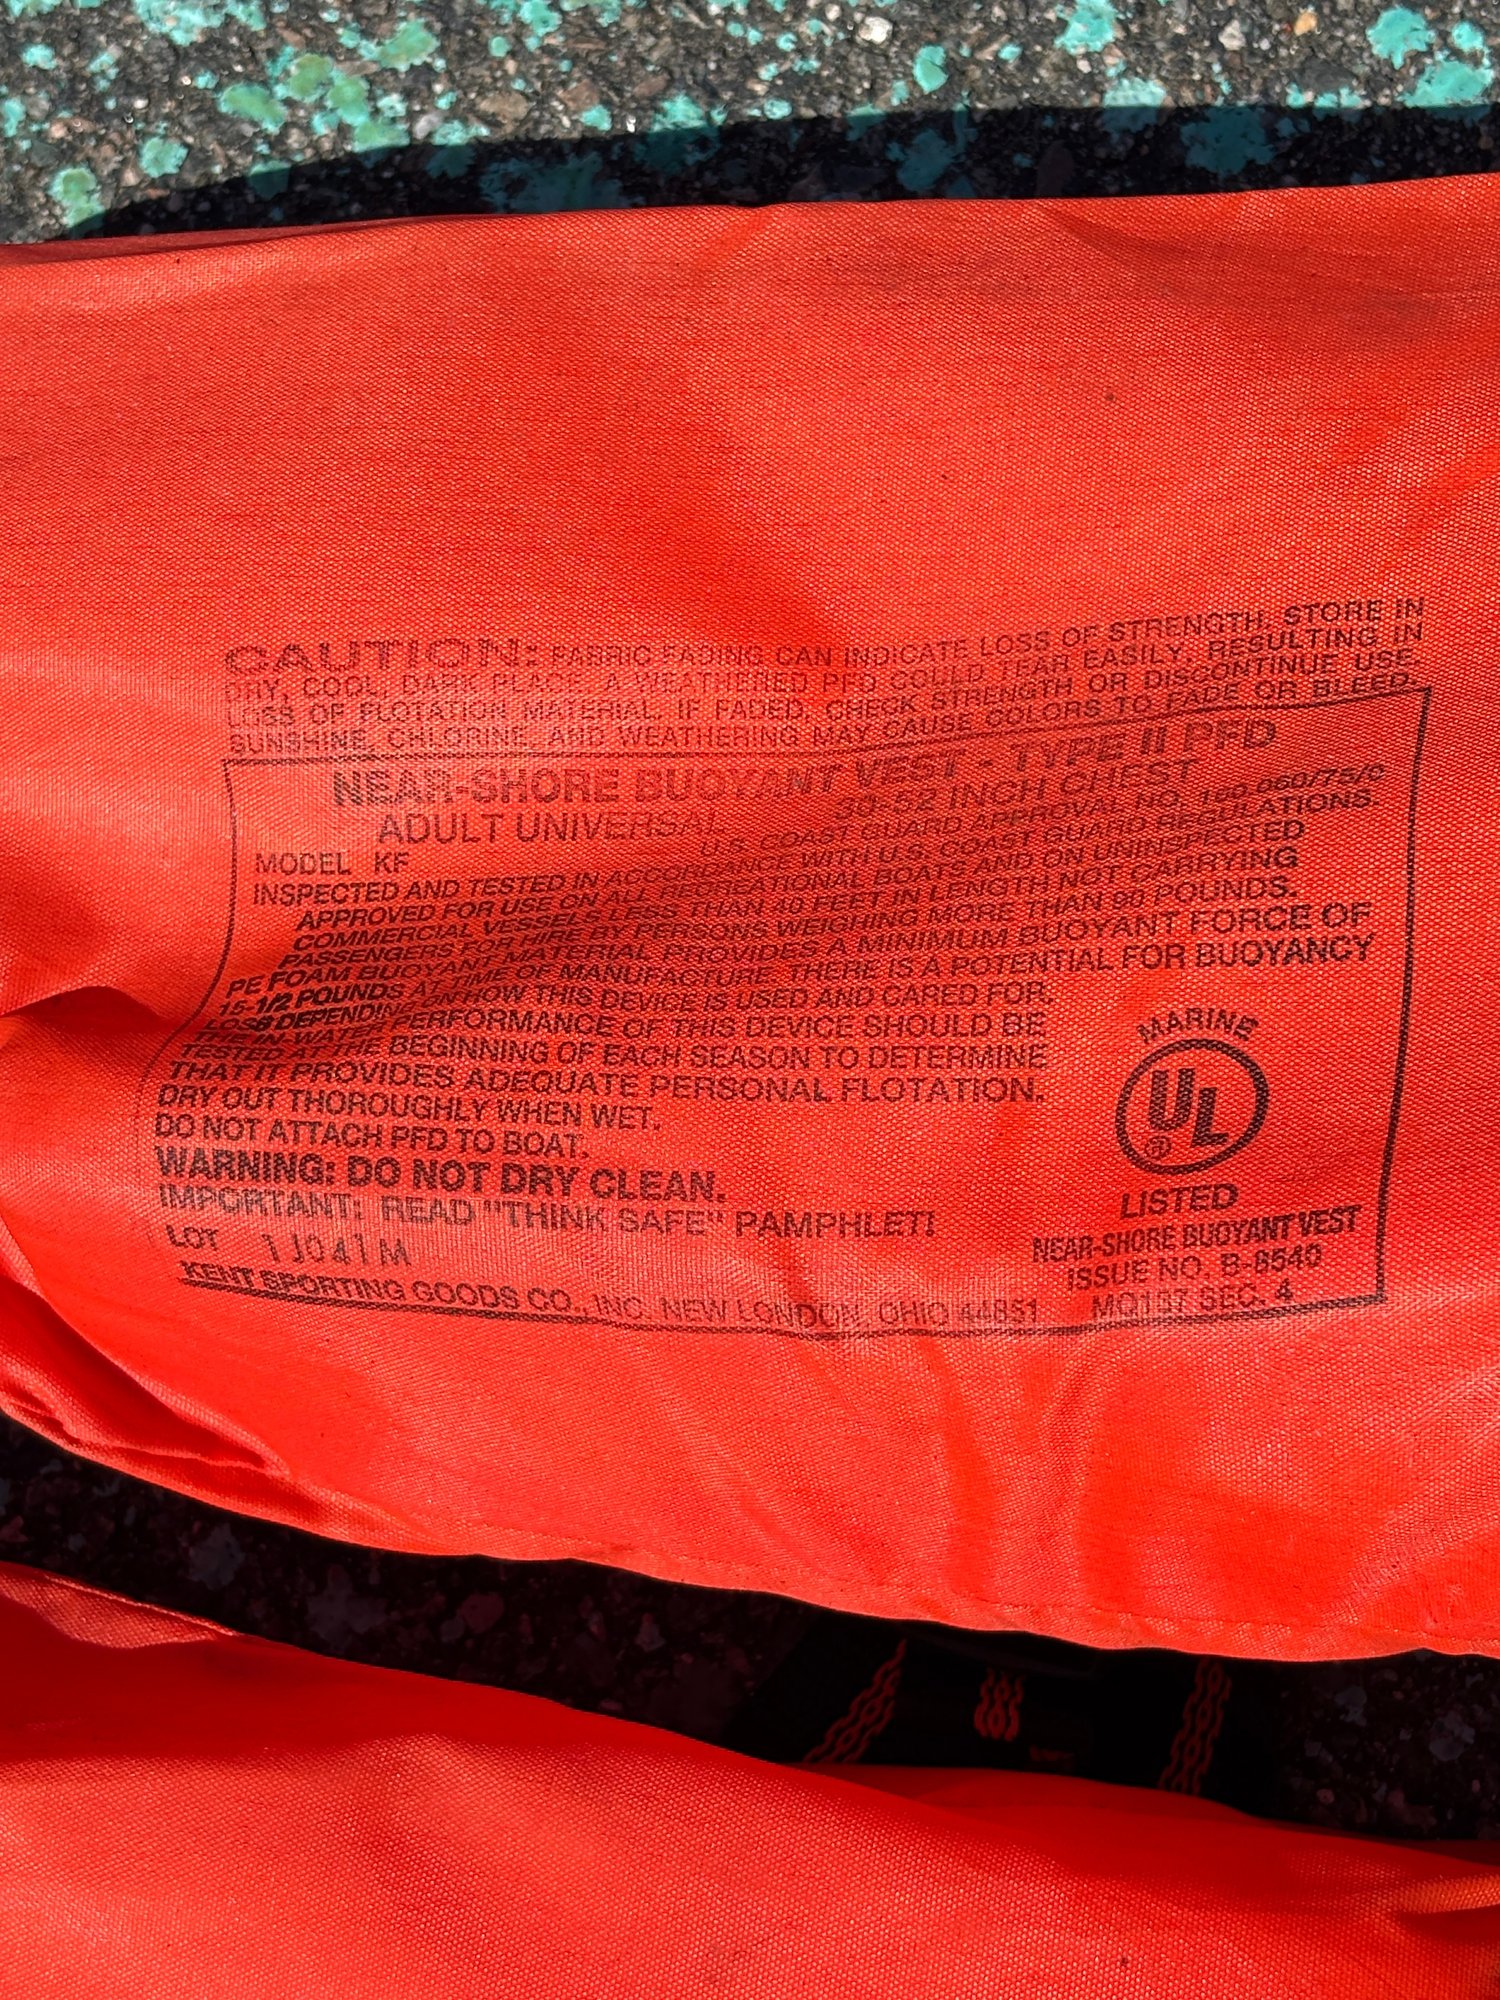 CAUTION: FABRIC FADING CAN INDICATE LOSS OF STRENGTH. STORE IN
DRY, COOL, DARK PLACE. A WEATHERED PFD COULD TEAR EASILY, RESULTING IN
LOSS OF FLOTATION MATERIAL. IF FADED, CHECK STRENGTH OR DISCONTINUE USE.
SUNSHINE, CHLORINE, AND WEATHERING MAY CAUSE COLORS TO FADE OR BLEED.
NEAR-SHORE BUOYANT VEST - TYPE II PFD
ADULT UNIVERSAL 30-52 INCH CHEST
MODEL KF U.S. COAST GUARD APPROVAL NO. 160.060/75/0
INSPECTED AND TESTED IN ACCORDANCE WITH U.S. COAST GUARD REGULATIONS.
APPROVED FOR USE ON ALL RECREATIONAL BOATS AND ON UNINSPECTED
COMMERCIAL VESSELS LESS THAN 40 FEET IN LENGTH NOT CARRYING
PASSENGERS FOR HIRE BY PERSONS WEIGHING MORE THAN 90 POUNDS.
PE FOAM BUOYANT MATERIAL PROVIDES A MINIMUM BUOYANT FORCE OF
15-1/2 POUNDS AT TIME OF MANUFACTURE. THERE IS A POTENTIAL FOR BUOYANCY
LOSS DEPENDING ON HOW THIS DEVICE IS USED AND CARED FOR.
THE IN WATER PERFORMANCE OF THIS DEVICE SHOULD BE
TESTED AT THE BEGINNING OF EACH SEASON TO DETERMINE
THAT IT PROVIDES ADEQUATE PERSONAL FLOTATION.
DRY OUT THOROUGHLY WHEN WET.
DO NOT ATTACH PFD TO BOAT.
WARNING: DO NOT DRY CLEAN.
IMPORTANT: READ "THINK SAFE" PAMPHLET!
LOT 1J041M
KENT SPORTING GOODS CO., INC. NEW LONDON, OHIO 44851
MARINE
UL
®
LISTED
NEAR-SHORE BUOYANT VEST
ISSUE NO. B-8540
MQ157 SEC. 4